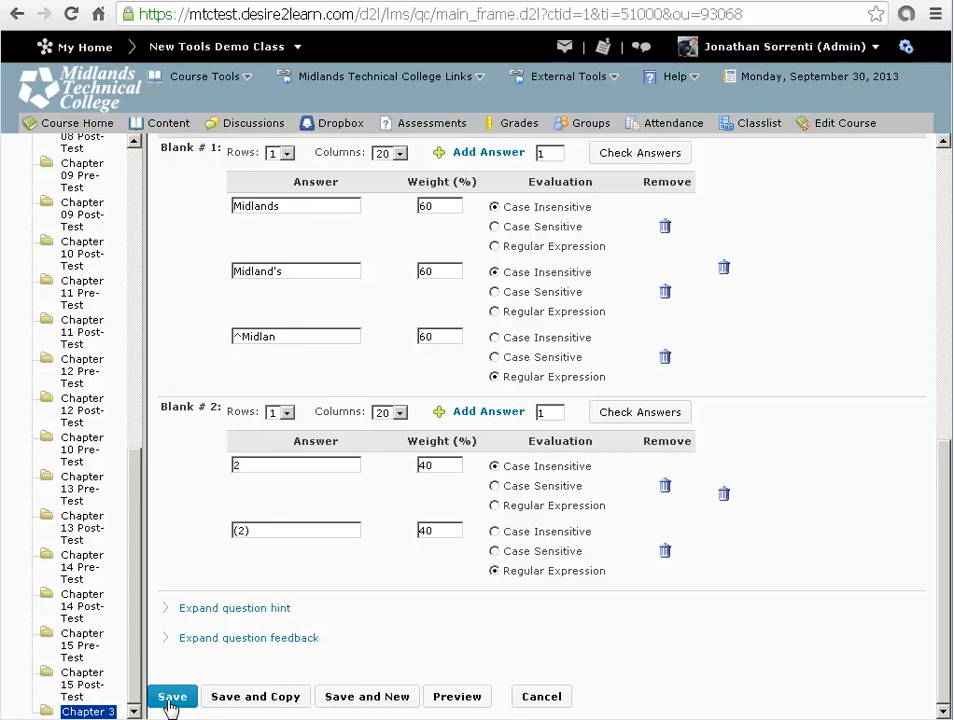 https://mtctest.desire2learn.com/d2l/lms/qc/main_frame.d2l?ctid=1&ti=51000&ou=93068
My Home New Tools Demo Class Jonathan Sorrenti (Admin)
Midlands Technical College
Course Tools Midlands Technical College Links External Tools Help Monday, September 30, 2013
Course Home Content Discussions Dropbox Assessments Grades Groups Attendance Classlist Edit Course
08 Post-
Test
Chapter
09 Pre-
Test
Chapter
09 Post-
Test
Chapter
10 Post-
Test
Chapter
11 Pre-
Test
Chapter
11 Post-
Test
Chapter
12 Pre-
Test
Chapter
12 Post-
Test
Chapter
10 Pre-
Test
Chapter
13 Pre-
Test
Chapter
13 Post-
Test
Chapter
14 Pre-
Test
Chapter
14 Post-
Test
Chapter
15 Pre-
Test
Chapter
15 Post-
Test
Chapter 3
Blank # 1: Rows: 1 Columns: 20 Add Answer 1 Check Answers
Answer Weight (%) Evaluation Remove
Midlands 60 Case Insensitive
Case Sensitive
Regular Expression
Midland's 60 Case Insensitive
Case Sensitive
Regular Expression
^Midlan 60 Case Insensitive
Case Sensitive
Regular Expression
Blank # 2: Rows: 1 Columns: 20 Add Answer 1 Check Answers
Answer Weight (%) Evaluation Remove
2 40 Case Insensitive
Case Sensitive
Regular Expression
(2) 40 Case Insensitive
Case Sensitive
Regular Expression
Expand question hint
Expand question feedback
Save Save and Copy Save and New Preview Cancel